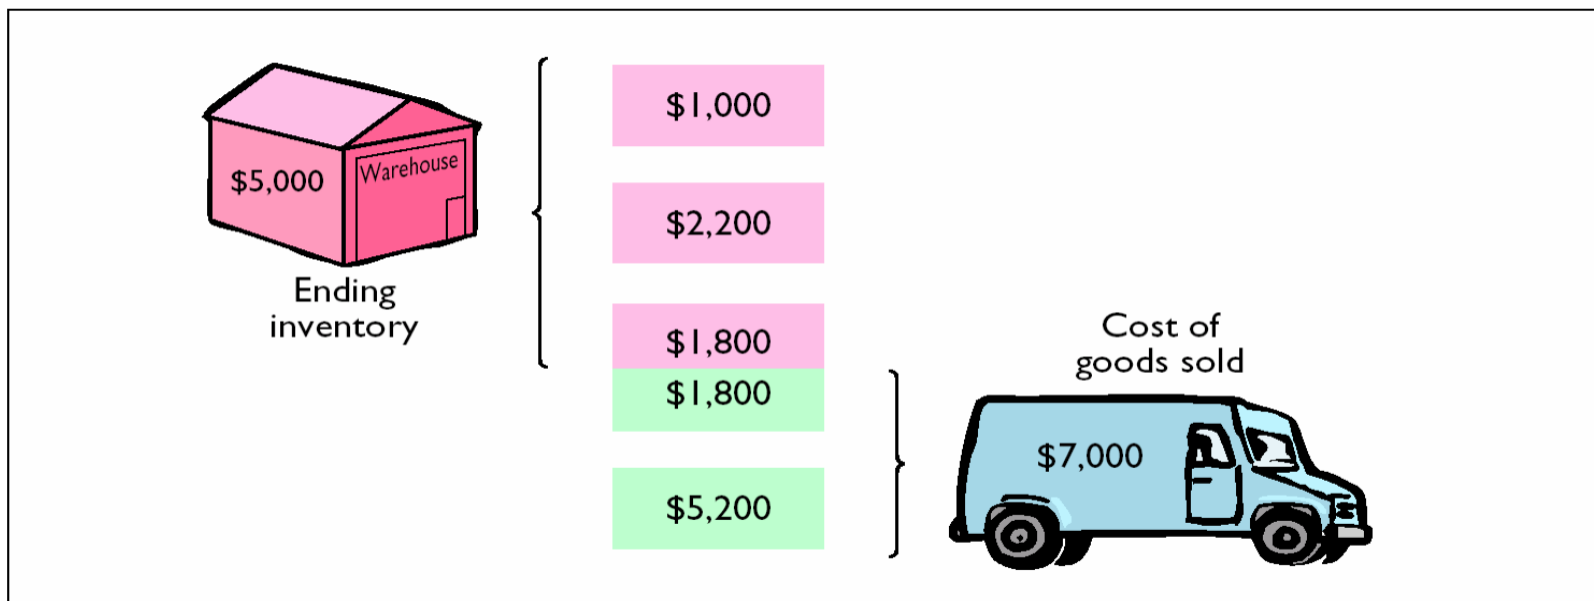 $1,000
$5,000
Warehouse
$2,200
Ending
inventory
$1,800
$1,800
$5,200
Cost of
goods sold
$7,000